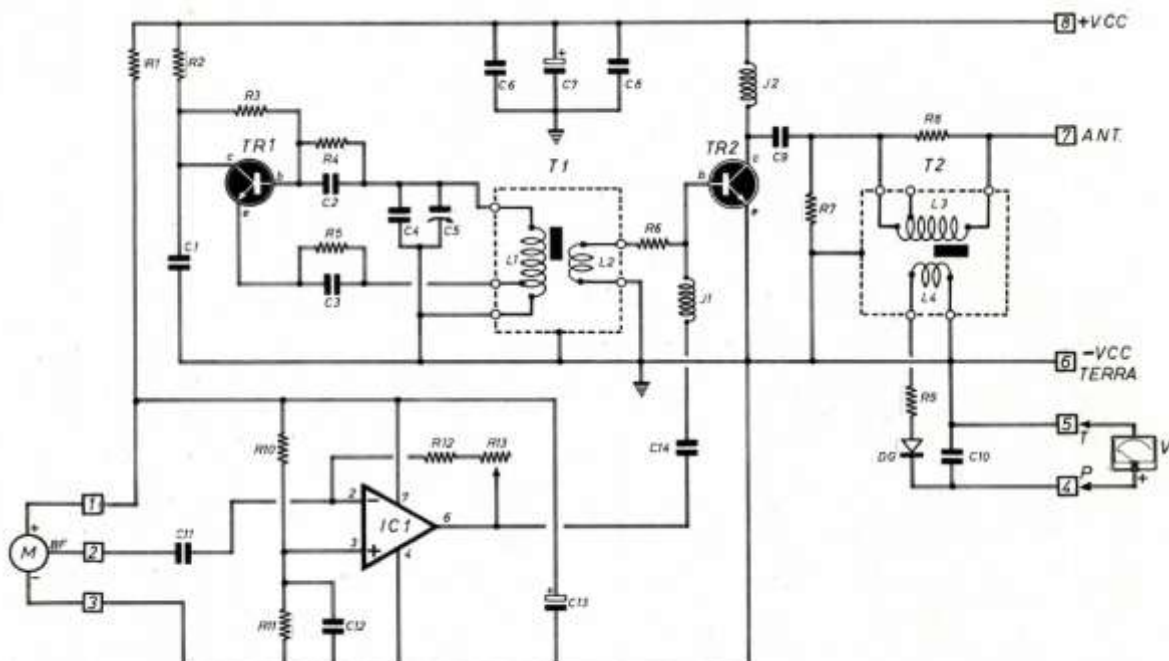 8 +VCC
R1
R2
C6
C7
C8
J2
R3
TR1
R4
T1
TR2
C9
R8
7 ANT.
T2
c
b
e
C2
C4
C5
L1
L2
R6
b
c
e
R7
L3
L4
C1
R5
C3
J1
6 -VCC
TERRA
R10
R12
R13
C14
DG
C10
5 T
V
4 P
+
1
2
-
7
IC1
6
3
+
4
+
M
BF
-
2
C11
3
R11
C12
+
C13